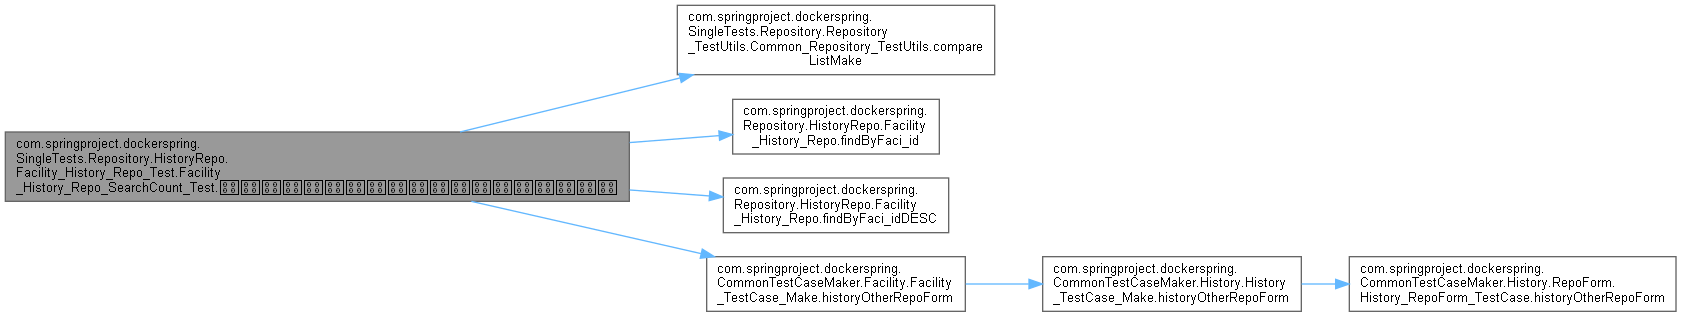 com.springproject.dockerspring.
SingleTests.Repository.Repository
_TestUtils.Common_Repository_TestUtils.compare
ListMake
com.springproject.dockerspring.
Repository.HistoryRepo.Facility
_History_Repo.findByFaci_id
com.springproject.dockerspring.
SingleTests.Repository.HistoryRepo.
Facility_History_Repo_Test.Facility
_History_Repo_SearchCount_Test.
com.springproject.dockerspring.
Repository.HistoryRepo.Facility
_History_Repo.findByFaci_idDESC
com.springproject.dockerspring.
CommonTestCaseMaker.Facility.Facility
_TestCase_Make.historyOtherRepoForm
com.springproject.dockerspring.
CommonTestCaseMaker.History.History
_TestCase_Make.historyOtherRepoForm
com.springproject.dockerspring.
CommonTestCaseMaker.History.RepoForm.
History_RepoForm_TestCase.historyOtherRepoForm